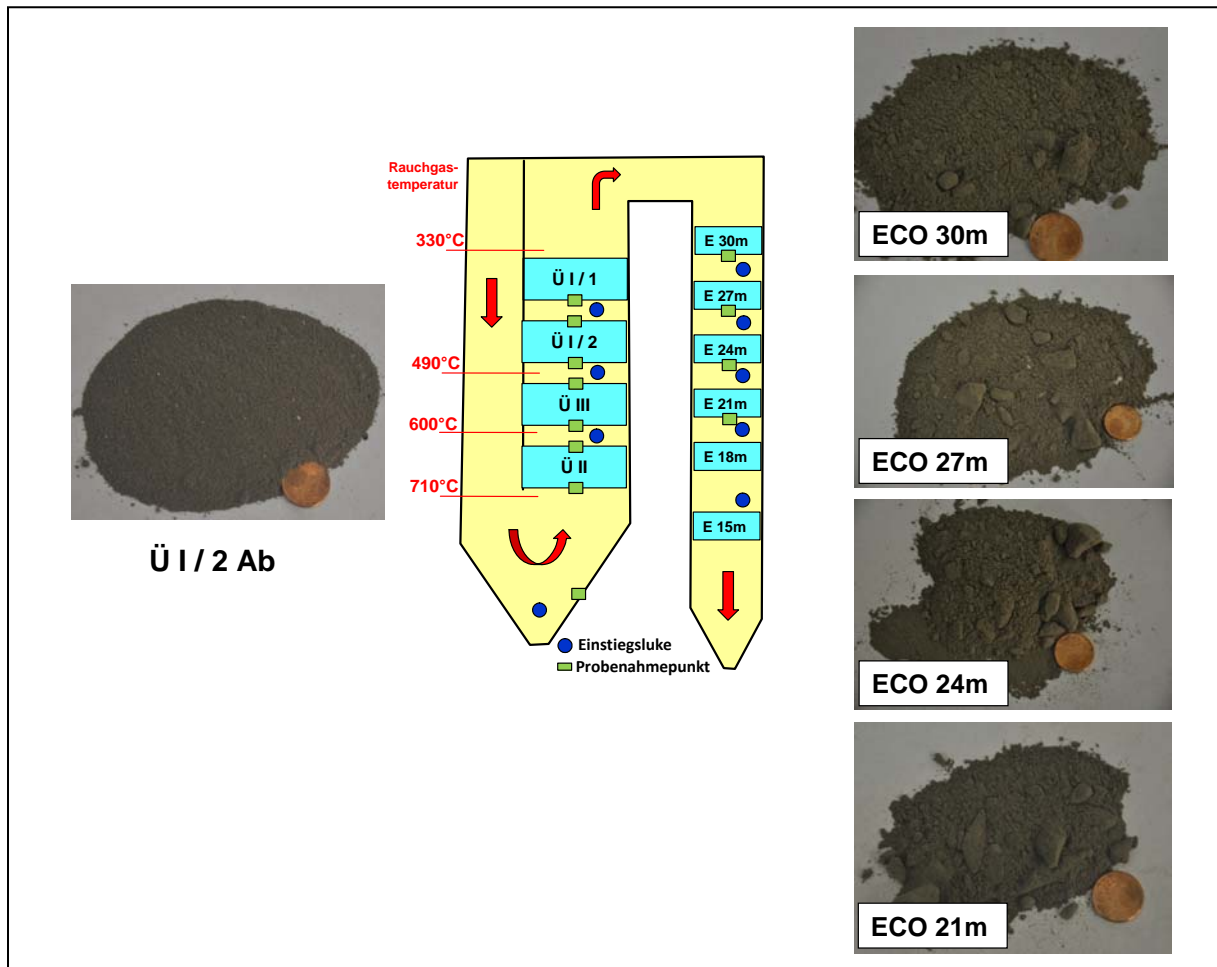 Rauchgas-
temperatur
330°C
490°C
600°C
710°C
Ü I / 1
Ü I / 2
Ü III
Ü II
E 30m
E 27m
E 24m
E 21m
E 18m
E 15m
Einstiegsluke
Probenahmepunkt
Ü I / 2 Ab
ECO 30m
ECO 27m
ECO 24m
ECO 21m